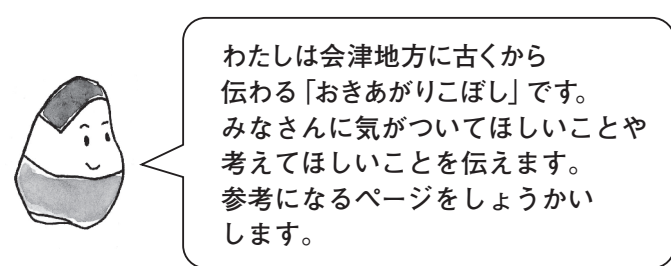 わたしは会津地方に古くから
伝わる「おきあがりこぼし」です。
みなさんに気がついてほしいことや
考えてほしいことを伝えます。
参考になるページをしょうかい
します。